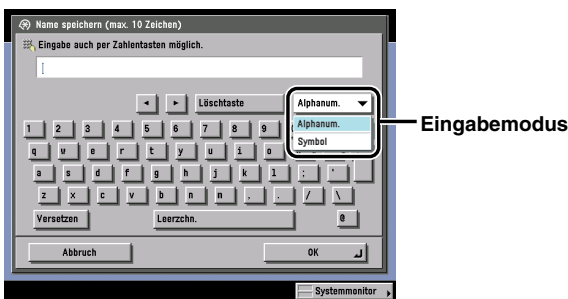 Name speichern (max. 10 Zeichen)
Eingabe auch per Zahlentasten möglich.
Löschtaste Alphanum.
Alphanum.
Symbol
Eingabemodus
1 2 3 4 5 6 7 8 9
q w e r t y u i o
a s d f g h j k l ; '
z x c v b n m , . / \
Versetzen Leerzchn. @
Abbruch OK
Systemmonitor